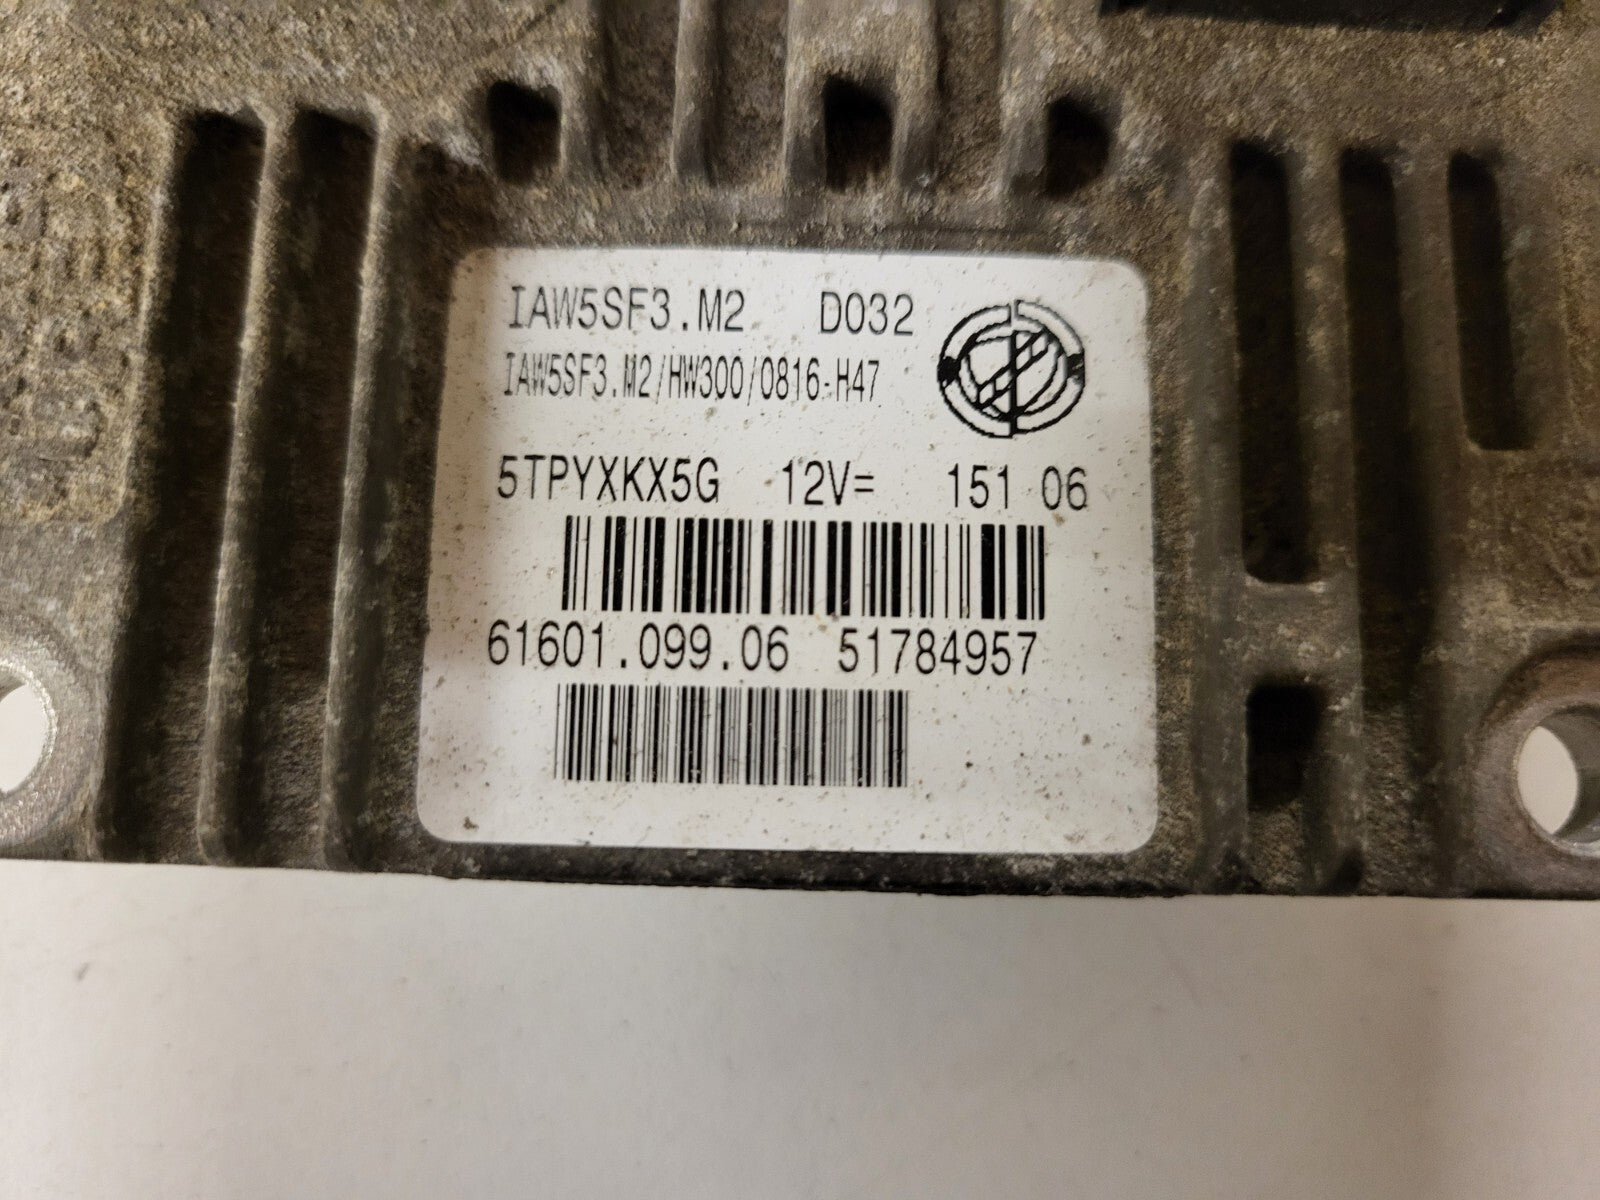 IAW5SF3.M2 D032
IAW5SF3.M2/HW300/0816-H47
5TPYXKX5G 12V= 151 06
61601.099.06 51784957